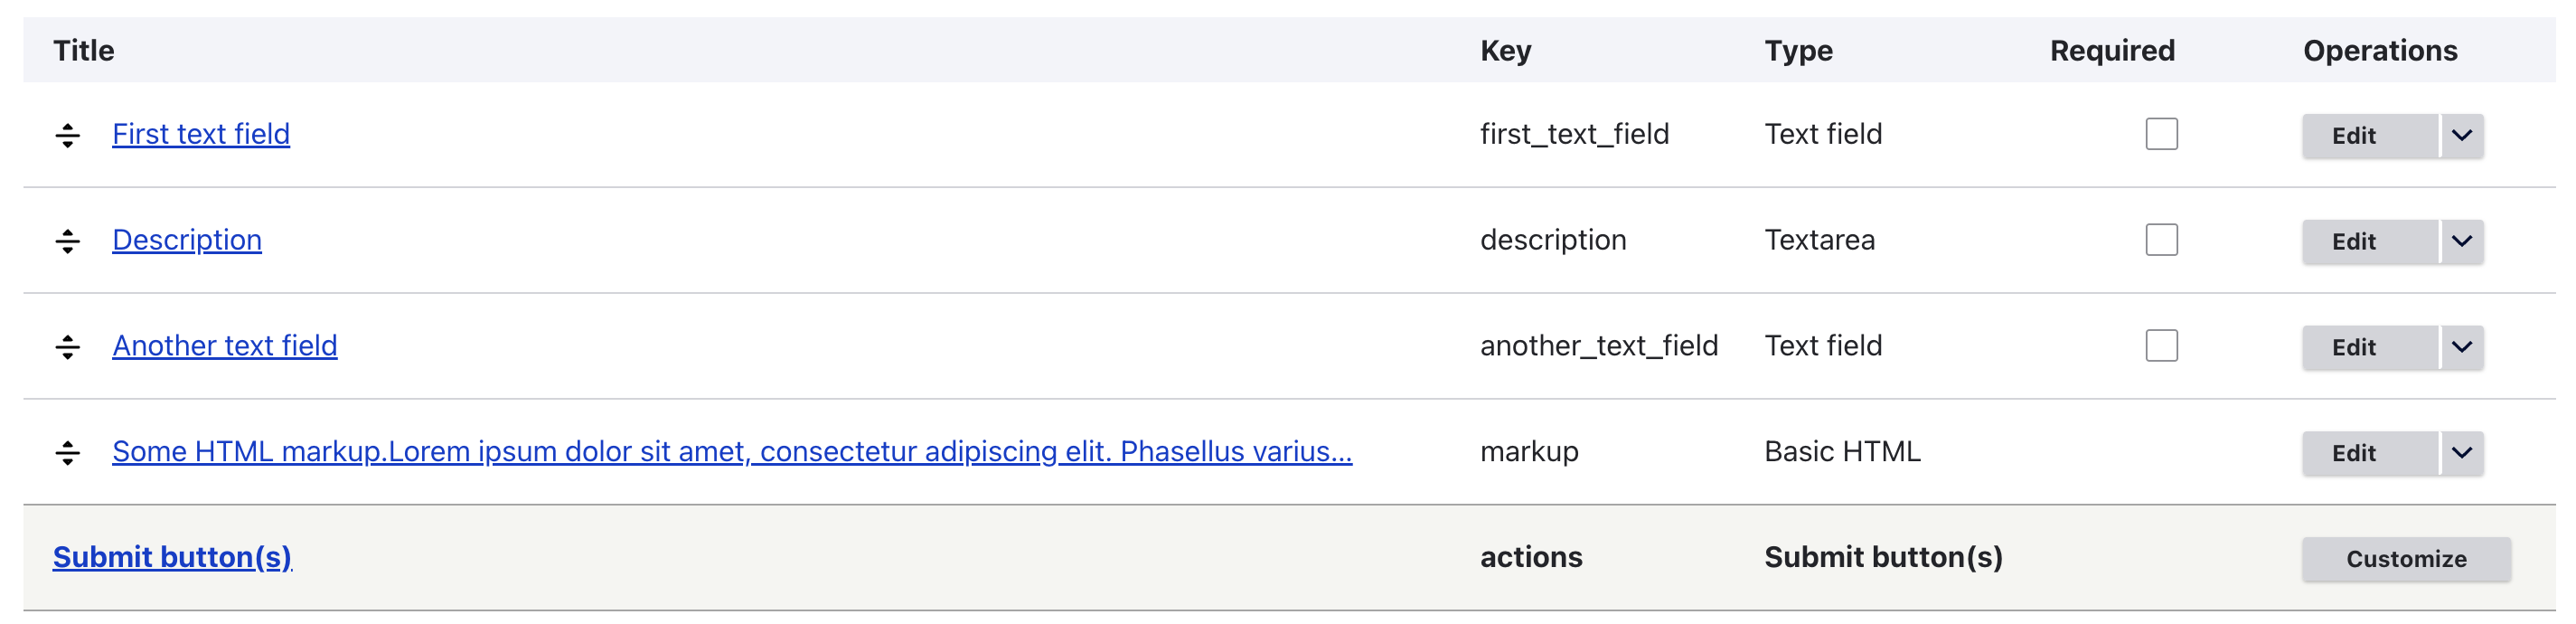 Title Key Type Required Operations
First text field first_text_field Text field Edit
Description description Textarea Edit
Another text field another_text_field Text field Edit
Some HTML markup.Lorem ipsum dolor sit amet, consectetur adipiscing elit. Phasellus varius... markup Basic HTML Edit
Submit button(s) actions Submit button(s) Customize